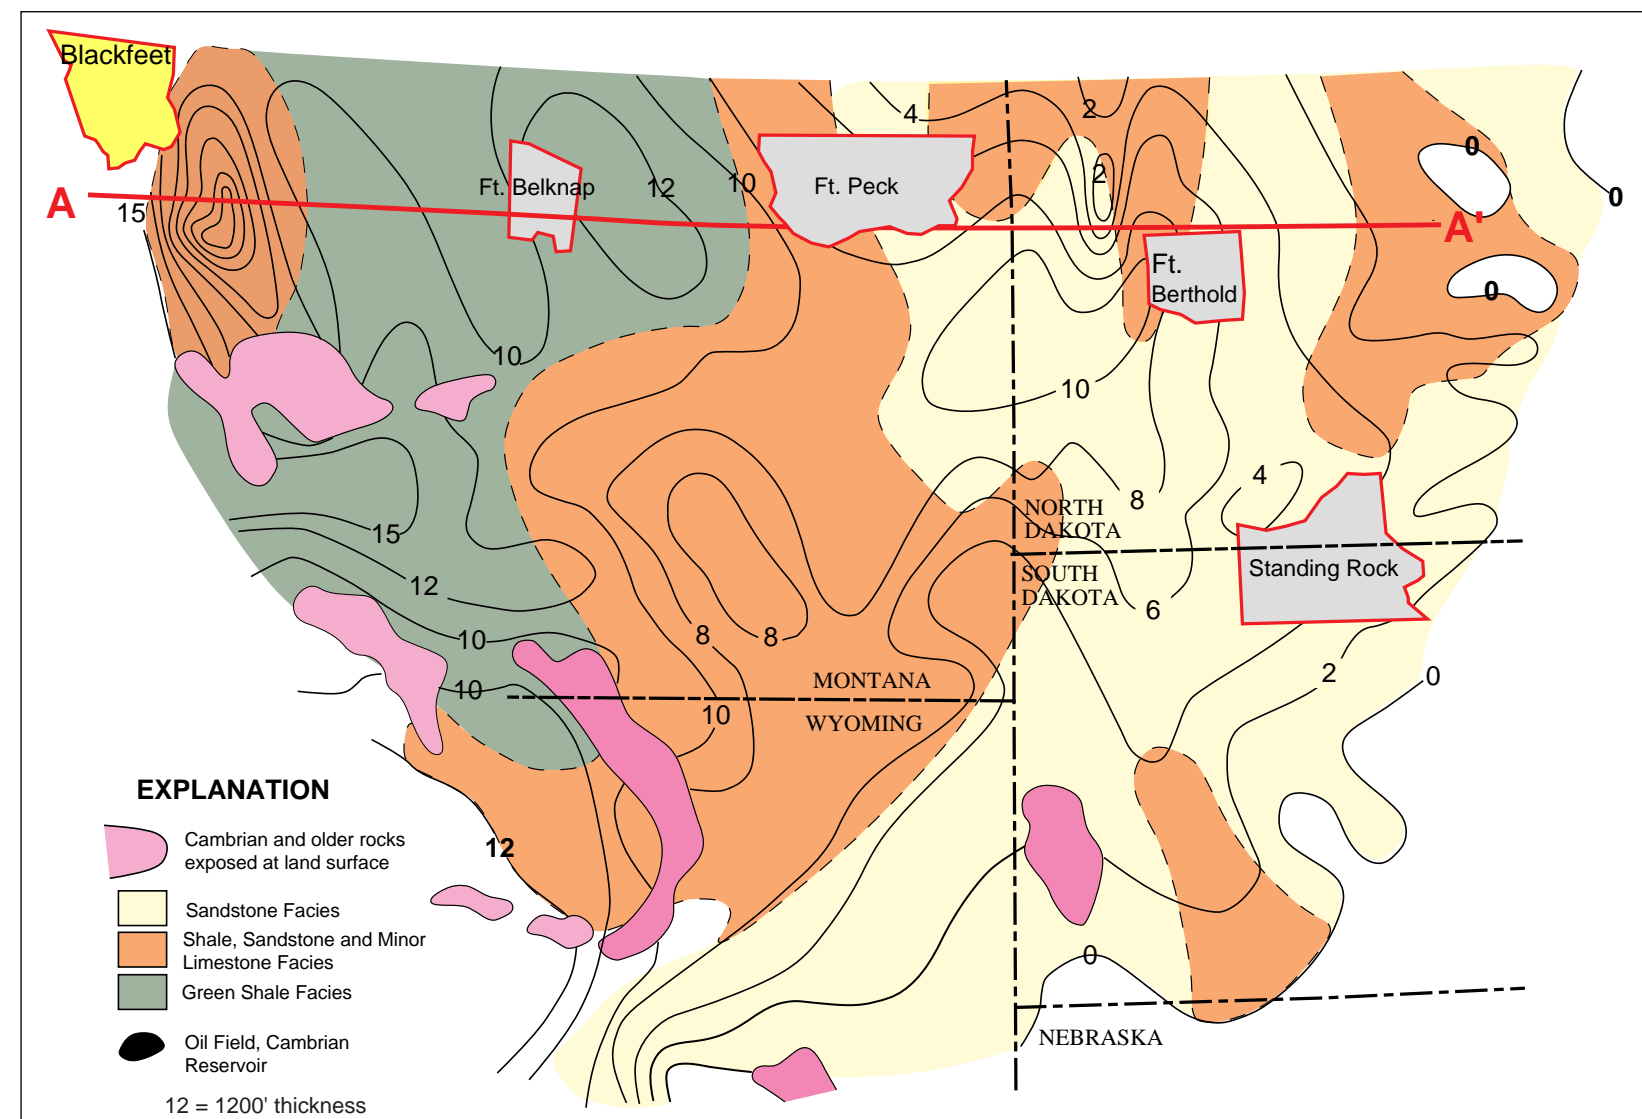 Blackfeet
A
15
Ft. Belknap
12
10
Ft. Peck
4
2
2
0
0
A'
Ft.
Berthold
0
10
10
15
12
10
10
8
8
10
8
4
6
NORTH
DAKOTA
SOUTH
DAKOTA
Standing Rock
2
0
MONTANA
WYOMING
12
0
NEBRASKA
EXPLANATION
Cambrian and older rocks
exposed at land surface
Sandstone Facies
Shale, Sandstone and Minor
Limestone Facies
Green Shale Facies
Oil Field, Cambrian
Reservoir
12 = 1200' thickness